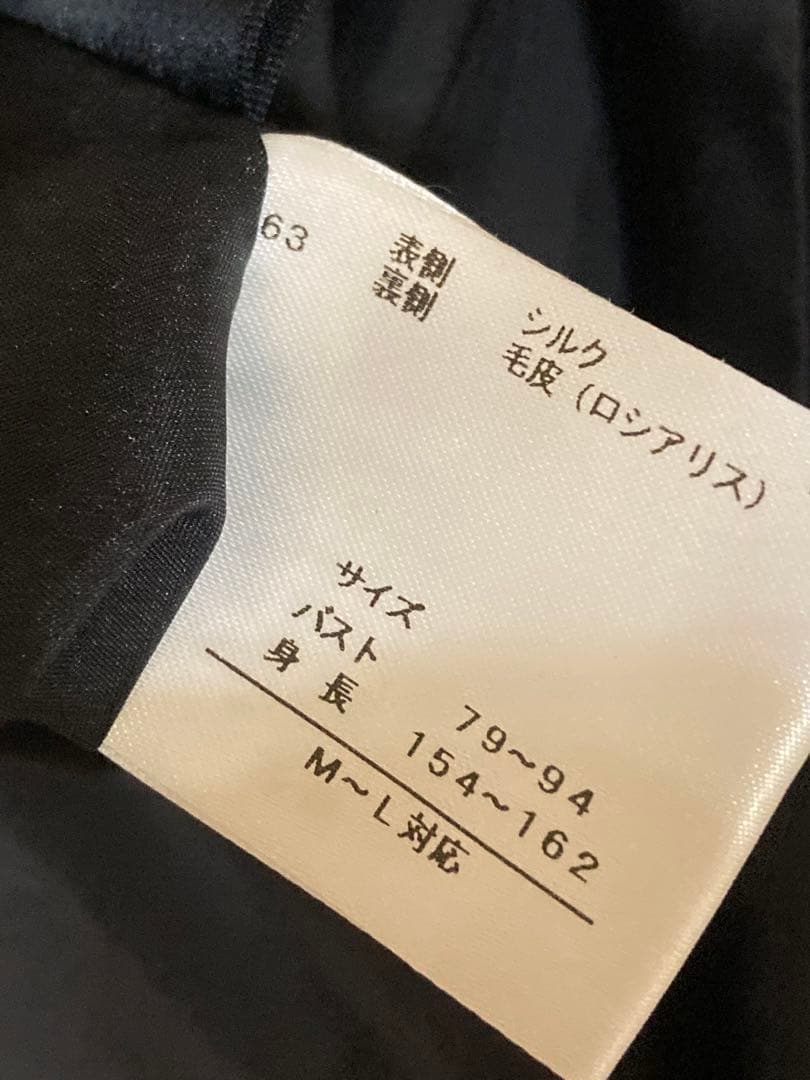 63
表側 シルク
裏側 毛皮（ロシアリス）
サイズ
バスト 79～94
身長 154～162
M～L対応